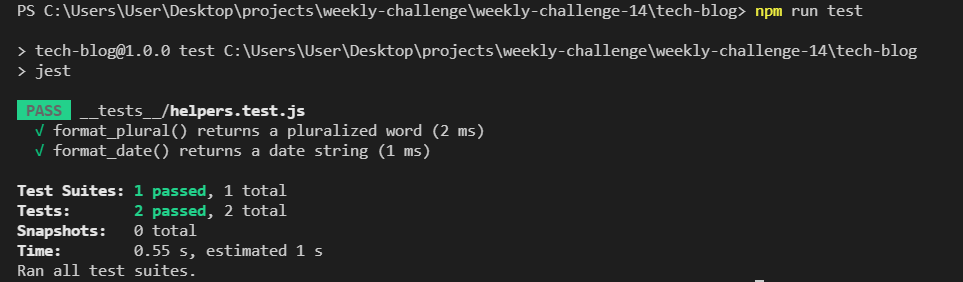 PS C:\Users\User\Desktop\projects\weekly-challenge\weekly-challenge-14\tech-blog> npm run test
> tech-blog@1.0.0 test C:\Users\User\Desktop\projects\weekly-challenge\weekly-challenge-14\tech-blog
> jest
PASS __tests__/helpers.test.js
√ format_plural() returns a pluralized word (2 ms)
√ format_date() returns a date string (1 ms)
Test Suites: 1 passed, 1 total
Tests: 2 passed, 2 total
Snapshots: 0 total
Time: 0.55 s, estimated 1 s
Ran all test suites.